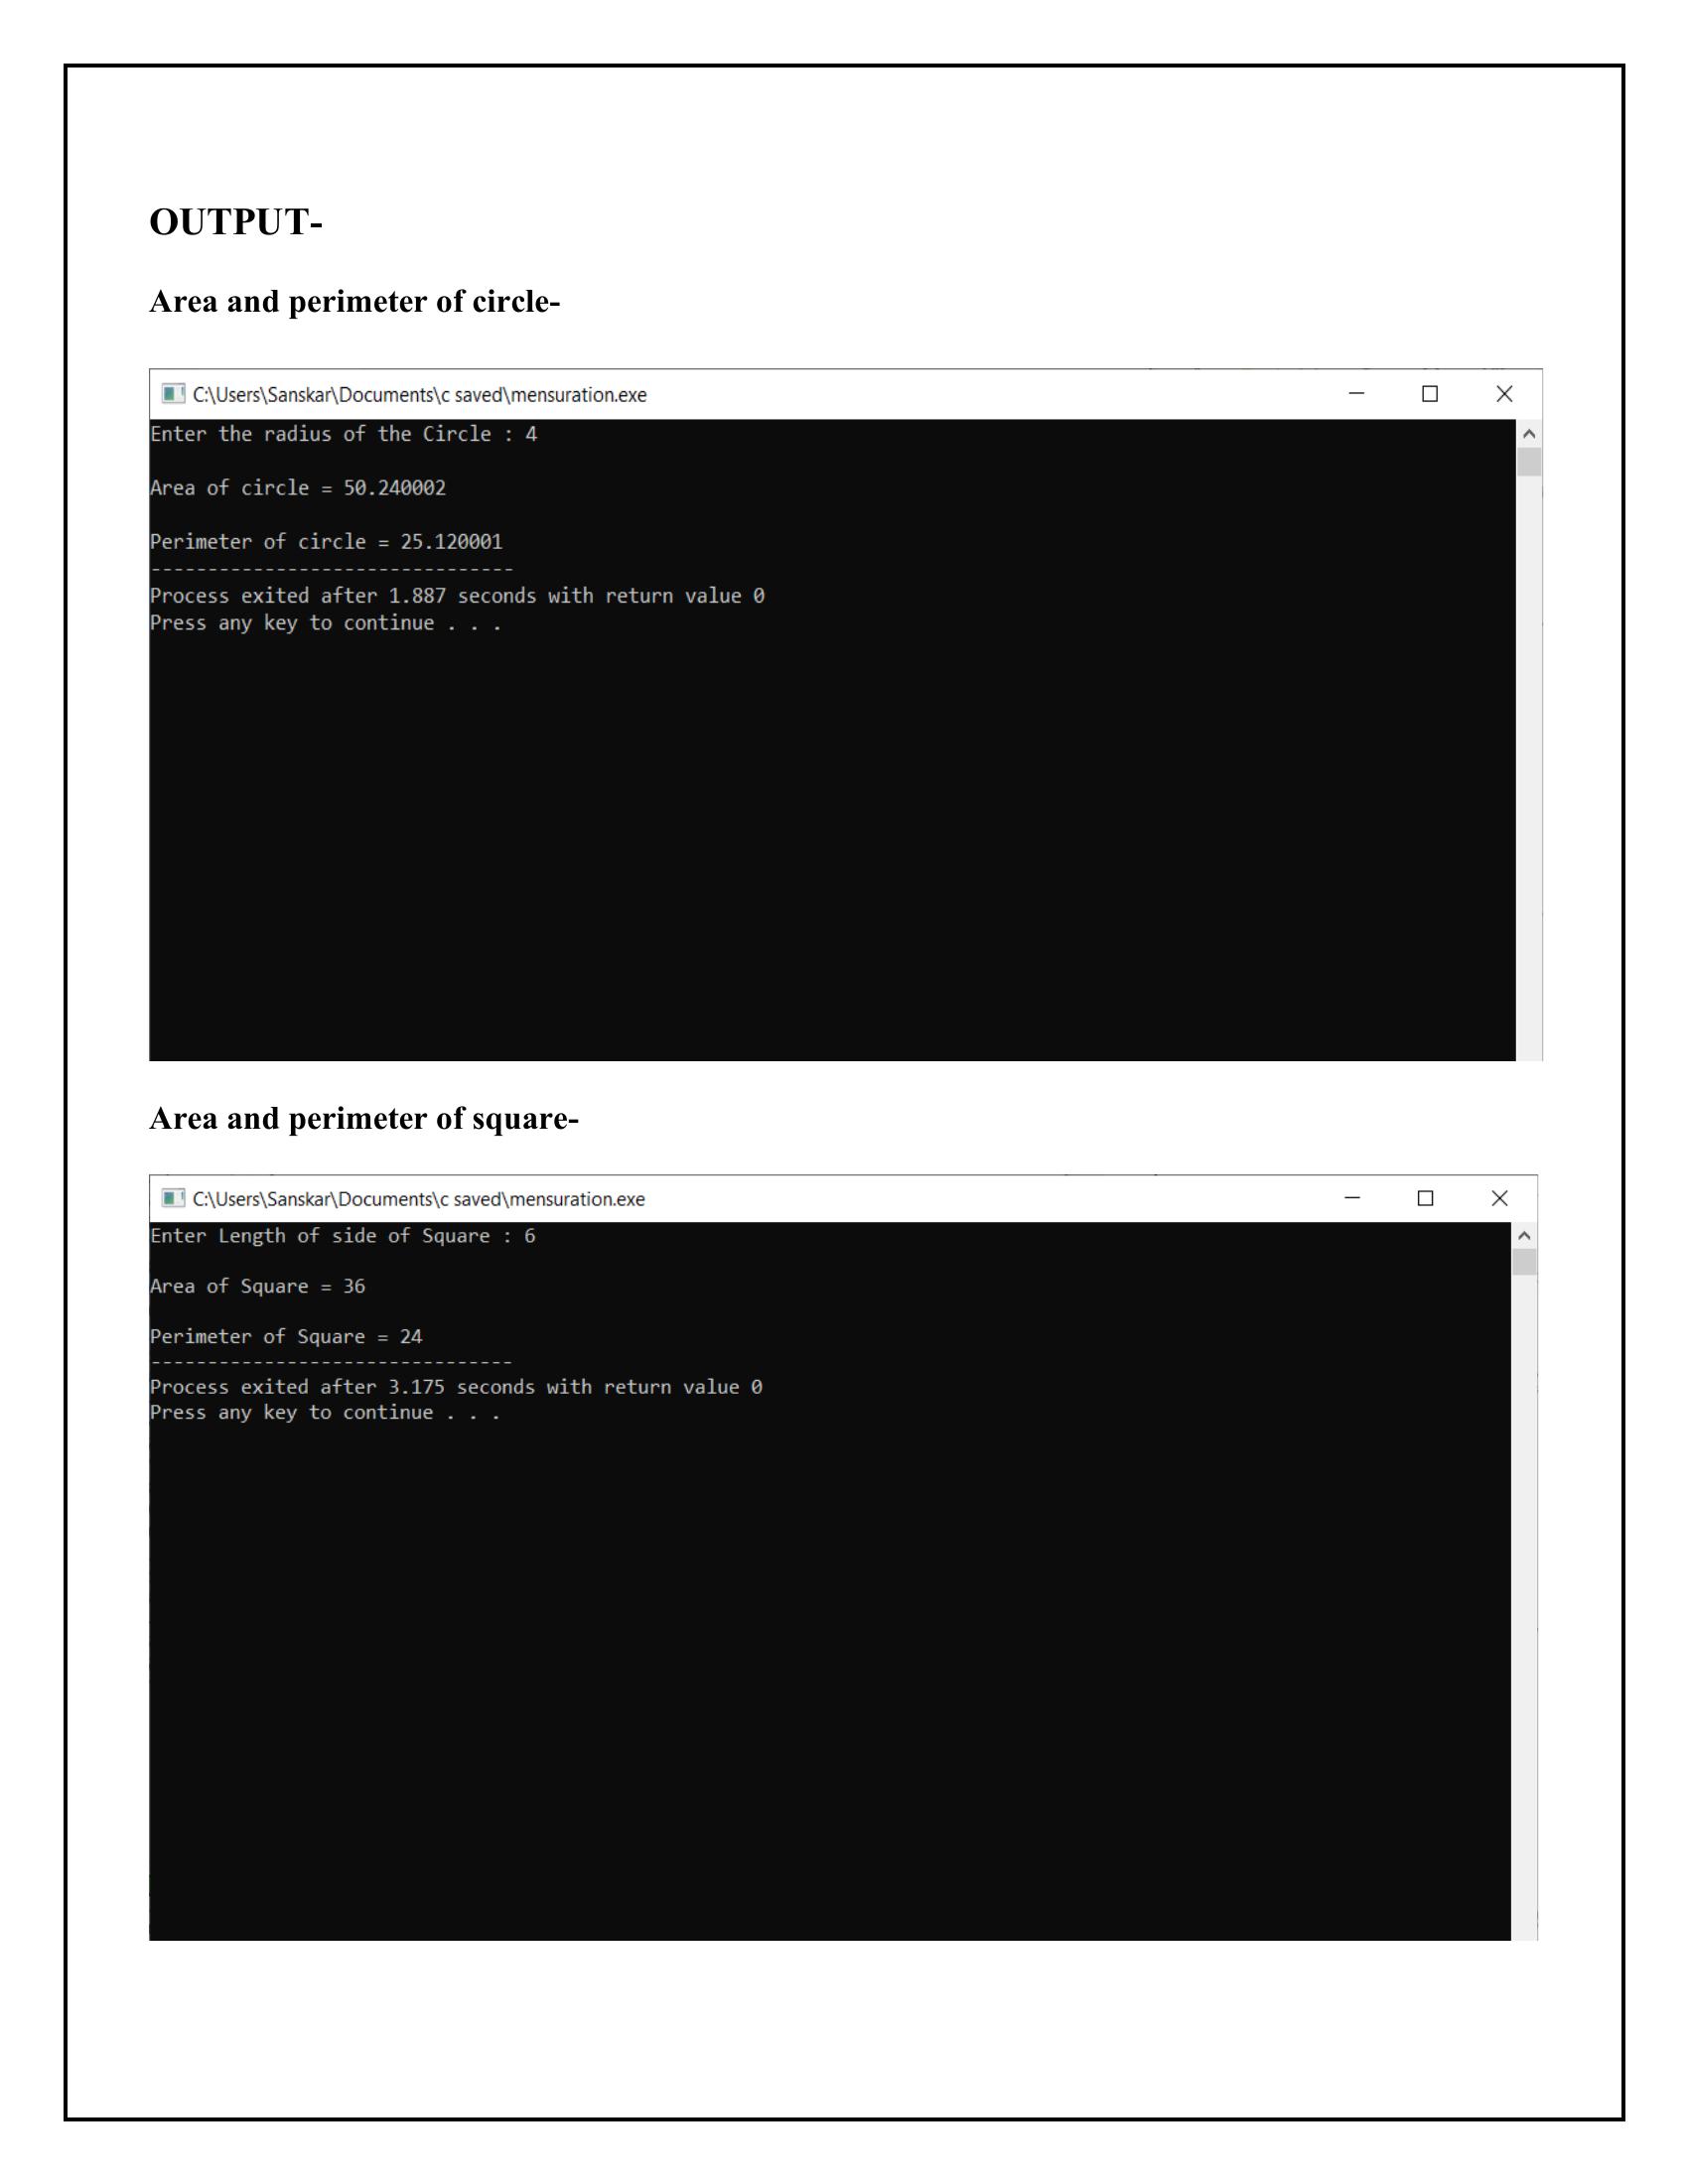 OUTPUT-
Area and perimeter of circle-
C:\Users\Sanskar\Documents\c saved\mensuration.exe
Enter the radius of the Circle : 4
Area of circle = 50.240002
Perimeter of circle = 25.120001
--------------------------------
Process exited after 1.887 seconds with return value 0
Press any key to continue . . .
Area and perimeter of square-
C:\Users\Sanskar\Documents\c saved\mensuration.exe
Enter Length of side of Square : 6
Area of Square = 36
Perimeter of Square = 24
--------------------------------
Process exited after 3.175 seconds with return value 0
Press any key to continue . . .